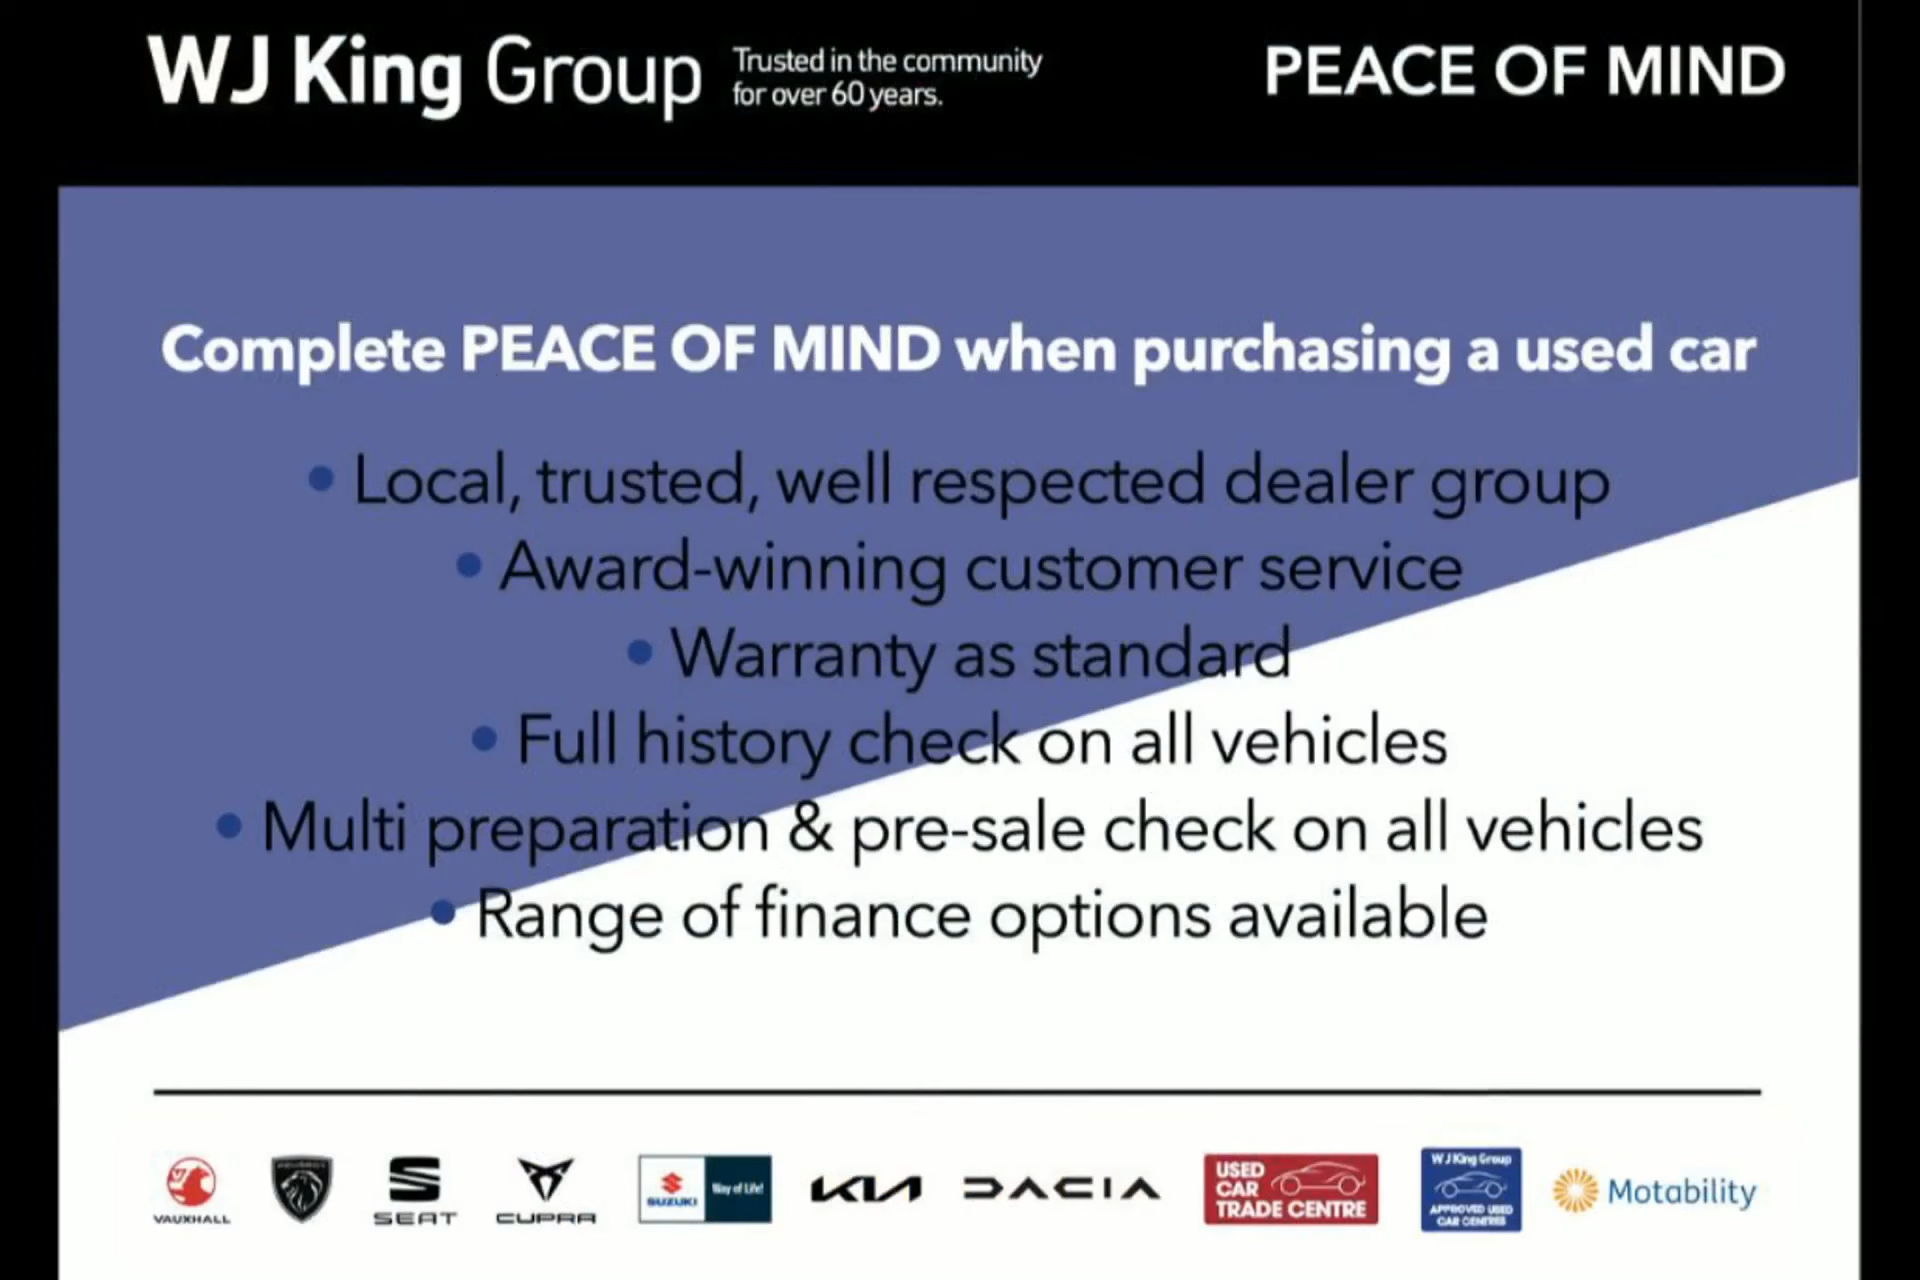 WJ King Group
Trusted in the community
for over 60 years.
PEACE OF MIND
Complete PEACE OF MIND when purchasing a used car
• Local, trusted, well respected dealer group
• Award-winning customer service
• Warranty as standard
• Full history check on all vehicles
• Multi preparation & pre-sale check on all vehicles
• Range of finance options available
VAUXHALL
PEUGEOT
SEAT
CUPRA
SUZUKI
Way of Life!
KIA
DACIA
USED
CAR
TRADE CENTRE
WJ King Group
APPROVED USED
CAR CENTRES
Motability